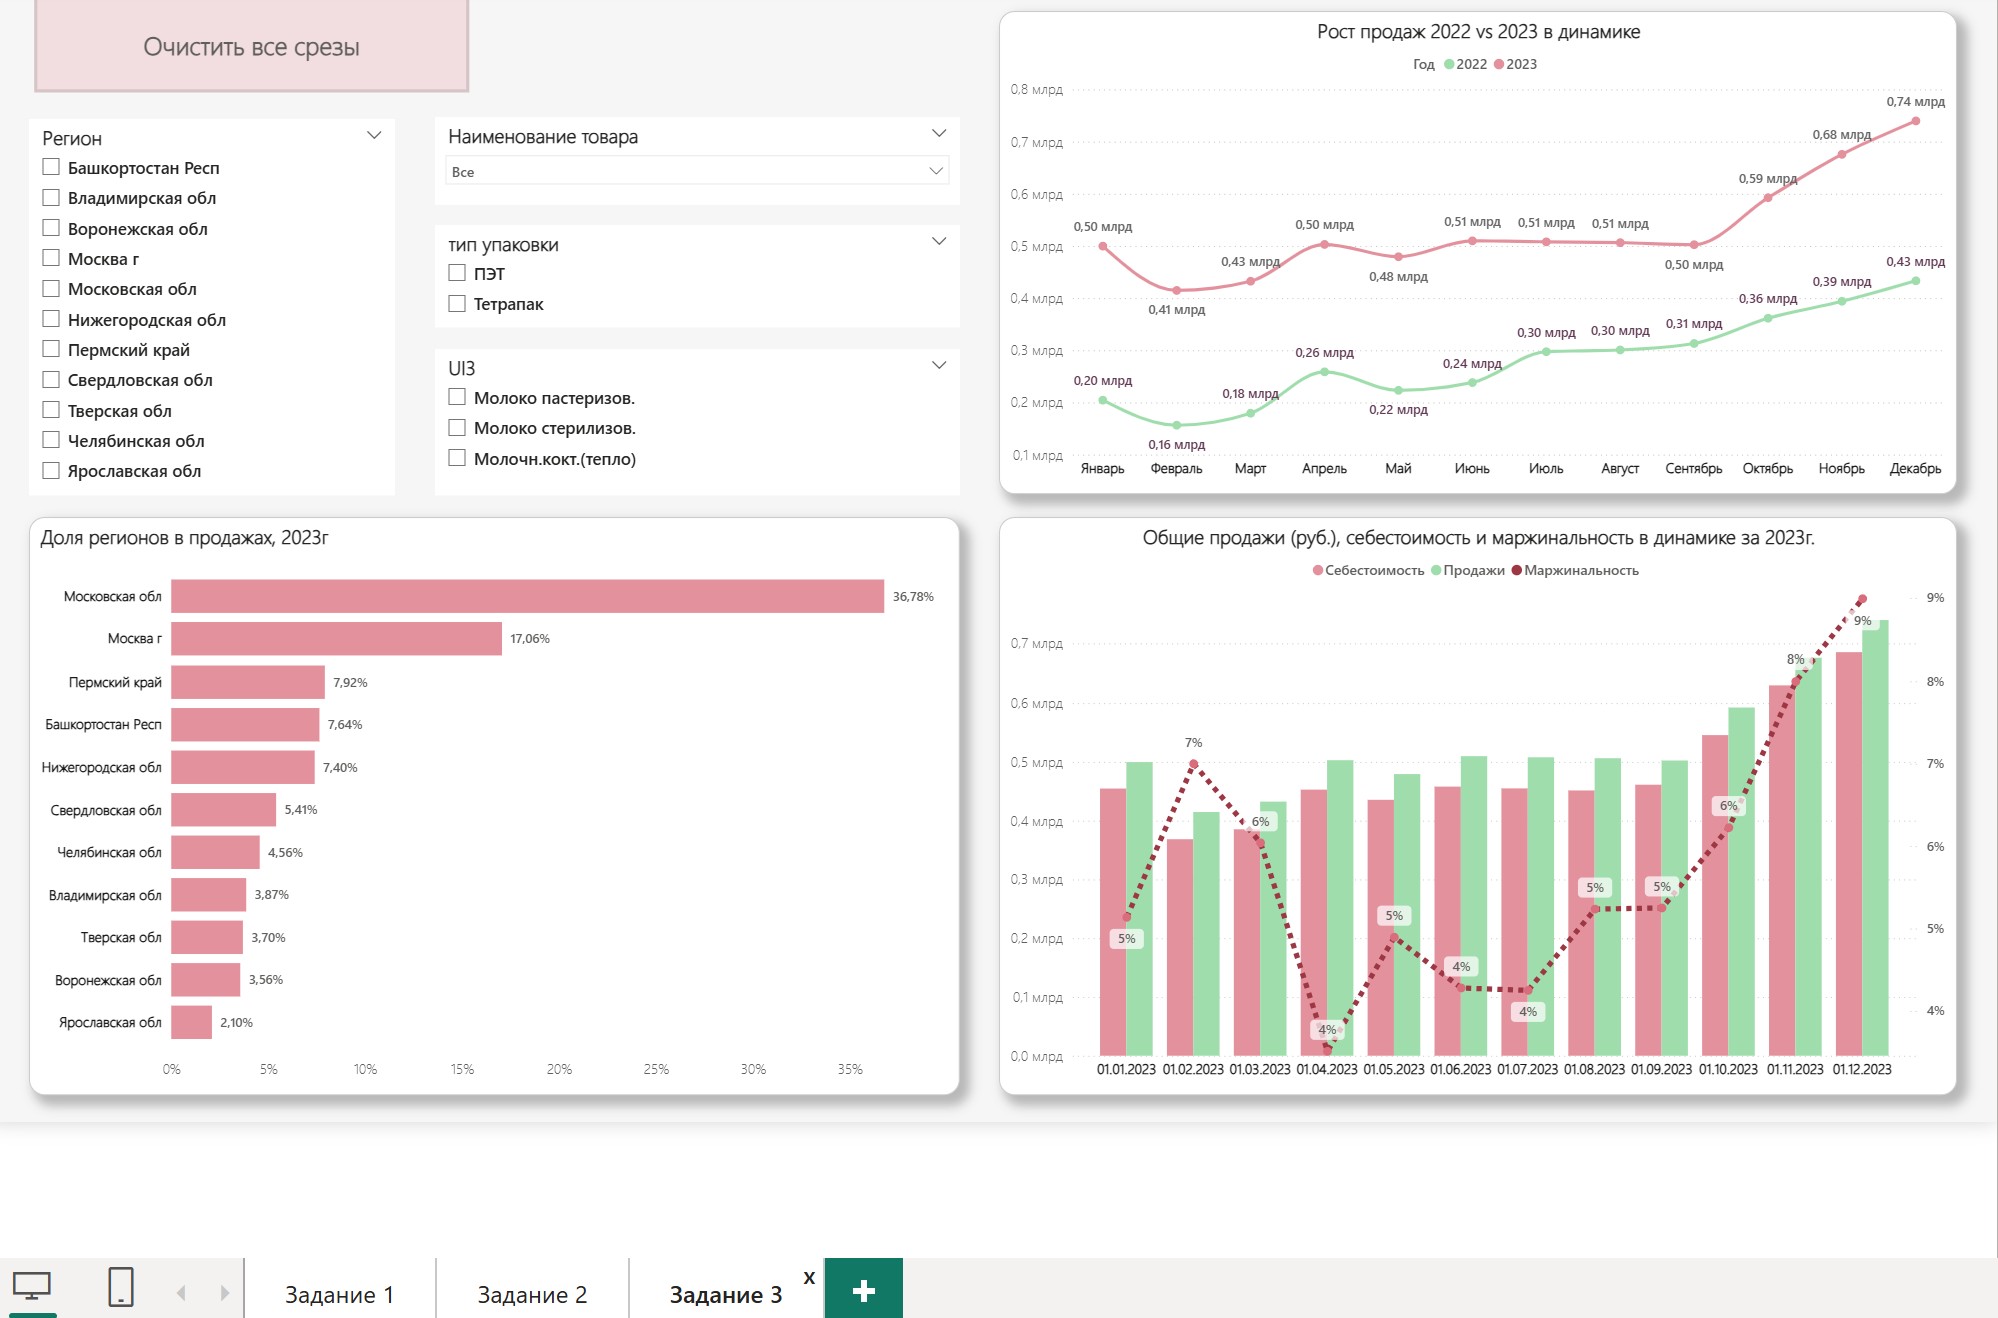 Очистить все срезы
Регион
Башкортостан Респ
Владимирская обл
Воронежская обл
Москва г
Московская обл
Нижегородская обл
Пермский край
Свердловская обл
Тверская обл
Челябинская обл
Ярославская обл
Наименование товара
Все
тип упаковки
ПЭТ
Тетрапак
UI3
Молоко пастеризов.
Молоко стерилизов.
Молочн.кокт.(тепло)
Рост продаж 2022 vs 2023 в динамике
Год 2022 2023
0,8 млрд
0,7 млрд
0,6 млрд
0,5 млрд
0,4 млрд
0,3 млрд
0,2 млрд
0,1 млрд
0,50 млрд
0,41 млрд
0,43 млрд
0,50 млрд
0,48 млрд
0,51 млрд
0,51 млрд
0,51 млрд
0,50 млрд
0,59 млрд
0,68 млрд
0,74 млрд
0,20 млрд
0,16 млрд
0,18 млрд
0,26 млрд
0,22 млрд
0,24 млрд
0,30 млрд
0,30 млрд
0,31 млрд
0,36 млрд
0,39 млрд
0,43 млрд
Январь Февраль Март Апрель Май Июнь Июль Август Сентябрь Октябрь Ноябрь Декабрь
Доля регионов в продажах, 2023г
Московская обл 36,78%
Москва г 17,06%
Пермский край 7,92%
Башкортостан Респ 7,64%
Нижегородская обл 7,40%
Свердловская обл 5,41%
Челябинская обл 4,56%
Владимирская обл 3,87%
Тверская обл 3,70%
Воронежская обл 3,56%
Ярославская обл 2,10%
0% 5% 10% 15% 20% 25% 30% 35%
Общие продажи (руб.), себестоимость и маржинальность в динамике за 2023г.
Себестоимость Продажи Маржинальность
0,7 млрд
0,6 млрд
0,5 млрд
0,4 млрд
0,3 млрд
0,2 млрд
0,1 млрд
0,0 млрд
5%
7%
6%
4%
5%
4%
4%
5%
5%
6%
8%
9%
9%
8%
7%
6%
5%
4%
01.01.2023 01.02.2023 01.03.2023 01.04.2023 01.05.2023 01.06.2023 01.07.2023 01.08.2023 01.09.2023 01.10.2023 01.11.2023 01.12.2023
Задание 1 Задание 2 Задание 3 x